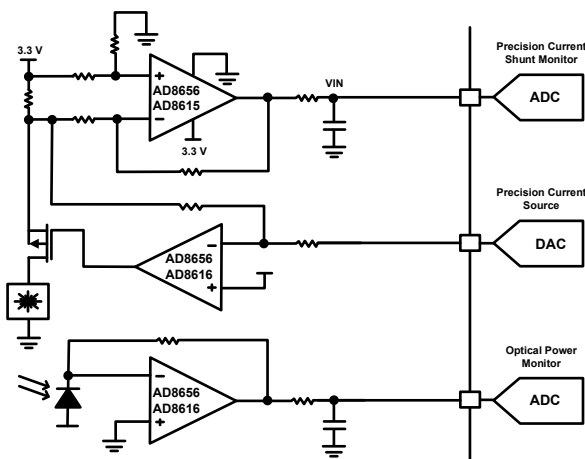 3.3 V
+
AD8656
AD8615
−
3.3 V
VIN
Precision Current
Shunt Monitor
ADC
−
AD8656
AD8616
+
Precision Current
Source
DAC
−
AD8656
AD8616
+
Optical Power
Monitor
ADC